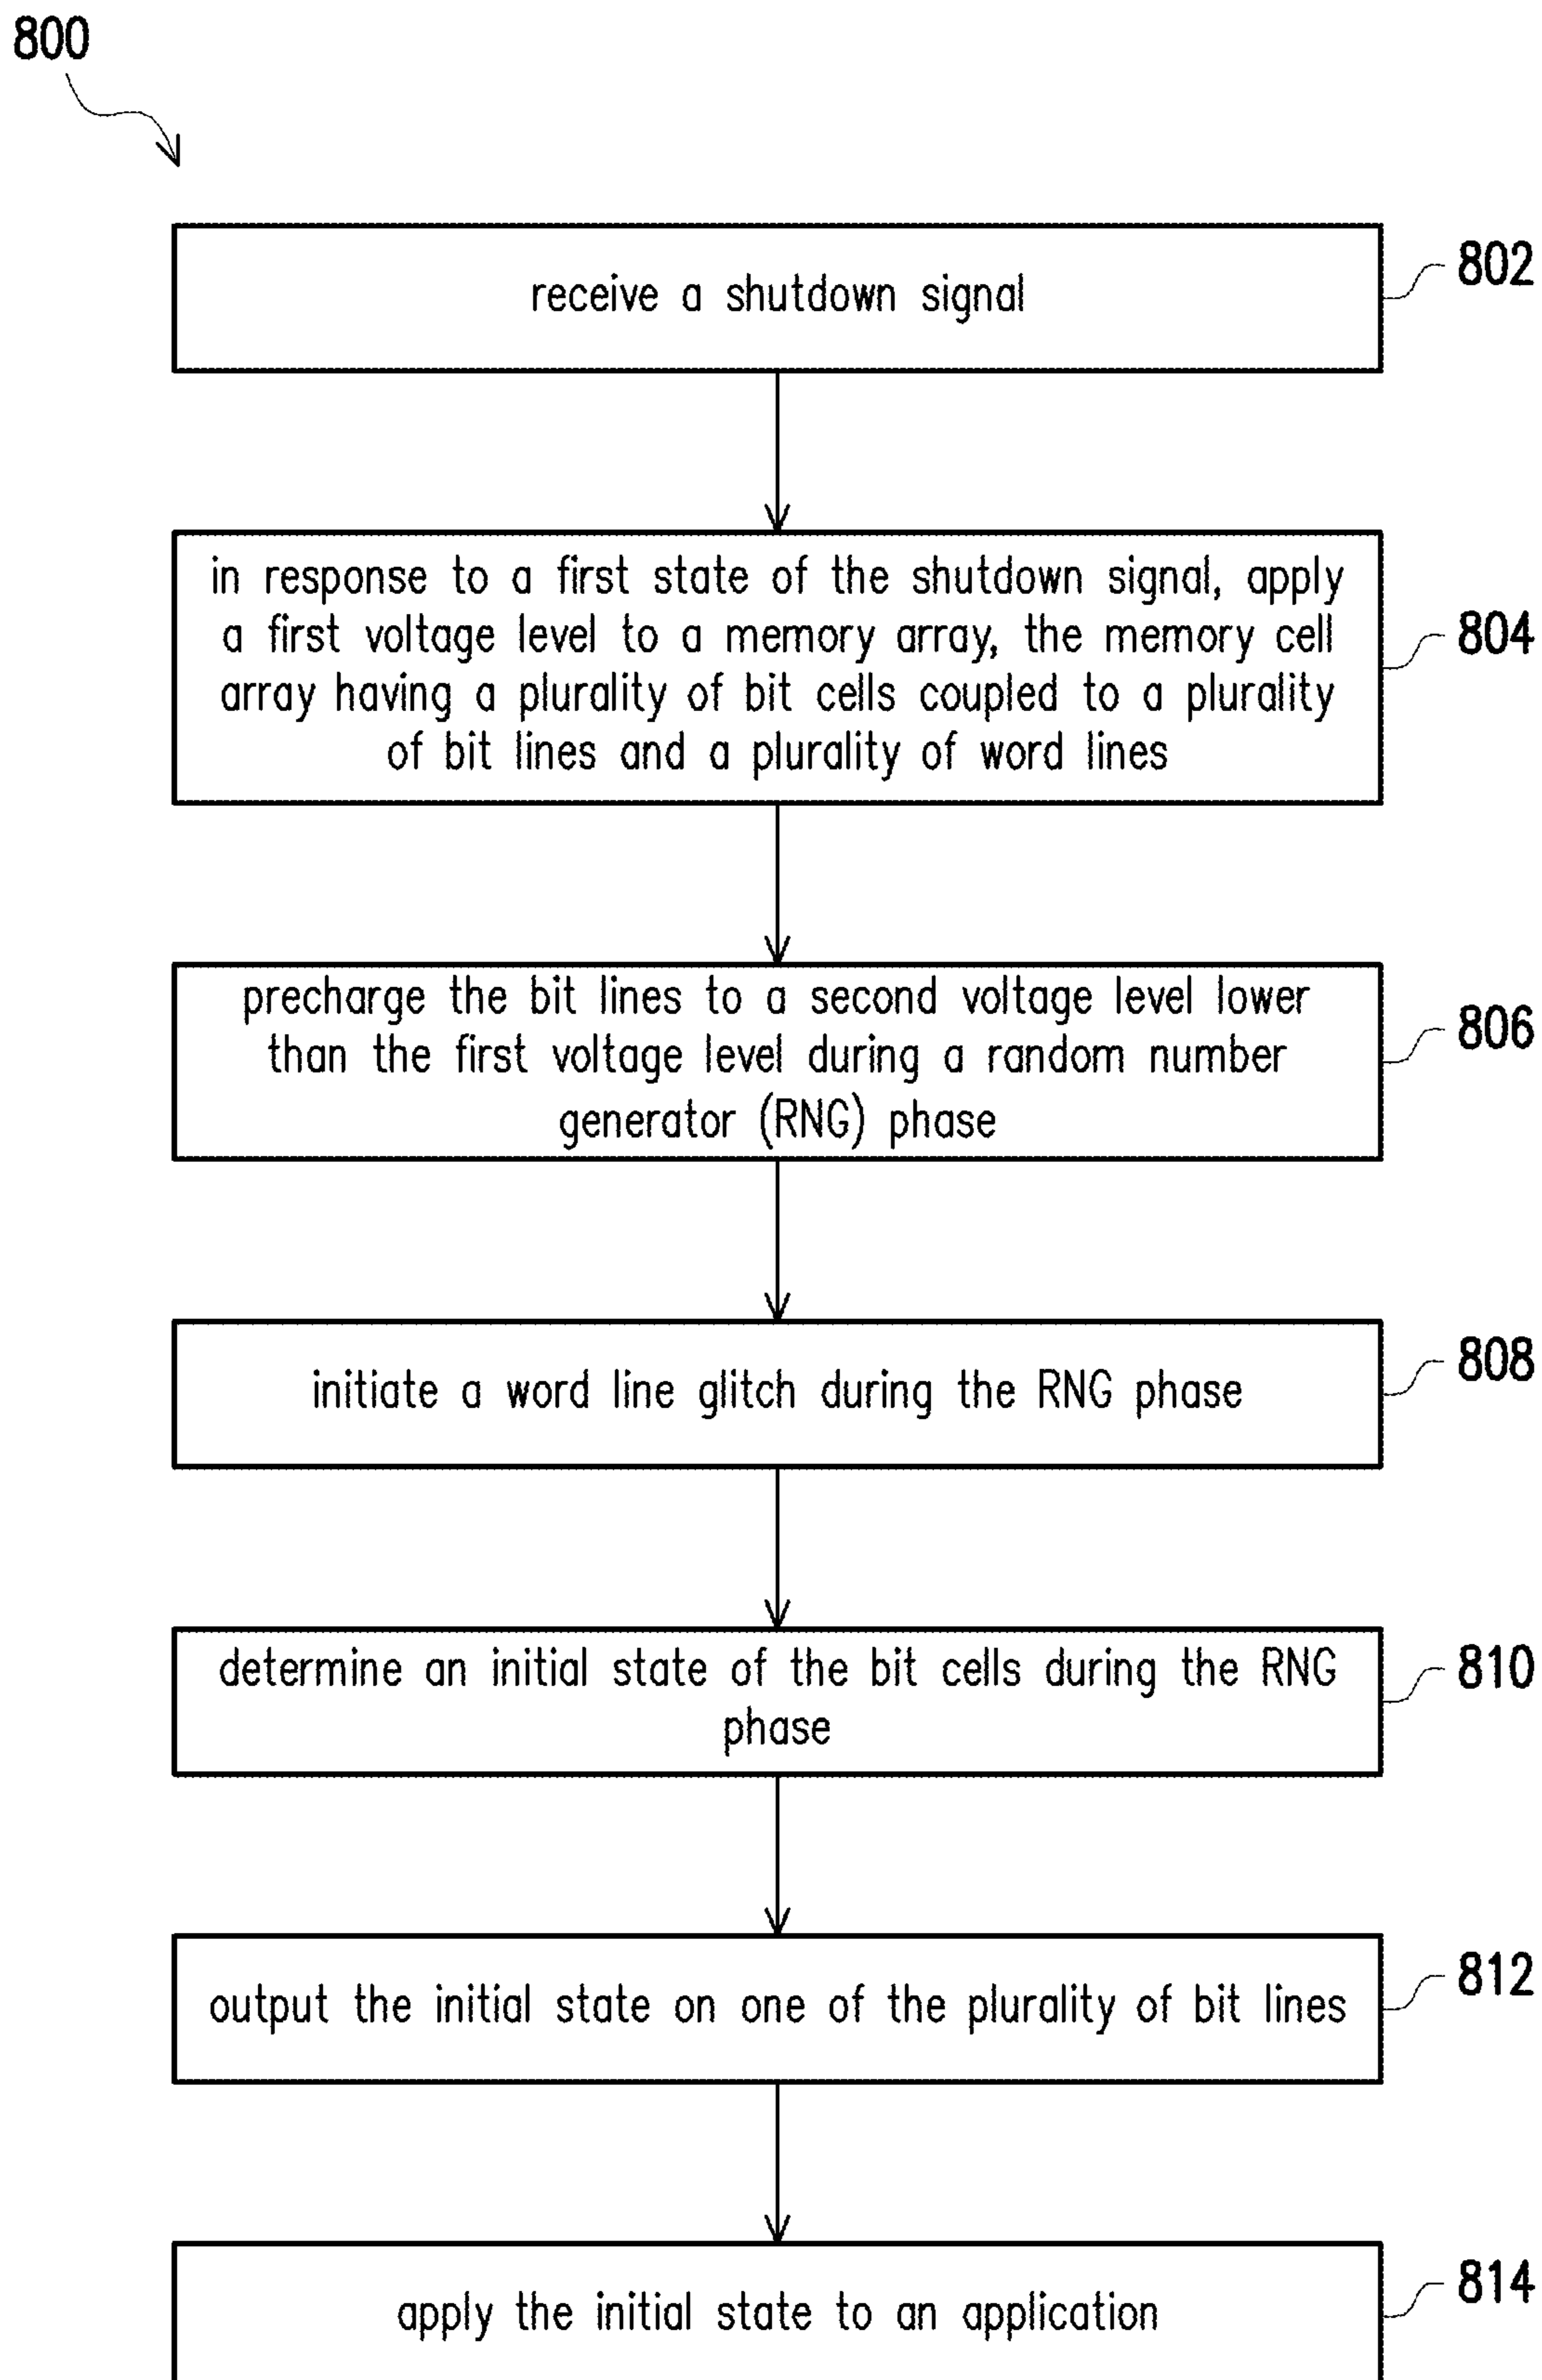 800
receive a shutdown signal
802
in response to a first state of the shutdown signal, apply
a first voltage level to a memory array, the memory cell
array having a plurality of bit cells coupled to a plurality
of bit lines and a plurality of word lines
804
precharge the bit lines to a second voltage level lower
than the first voltage level during a random number
generator (RNG) phase
806
initiate a word line glitch during the RNG phase
808
determine an initial state of the bit cells during the RNG
phase
810
output the initial state on one of the plurality of bit lines
812
apply the initial state to an application
814